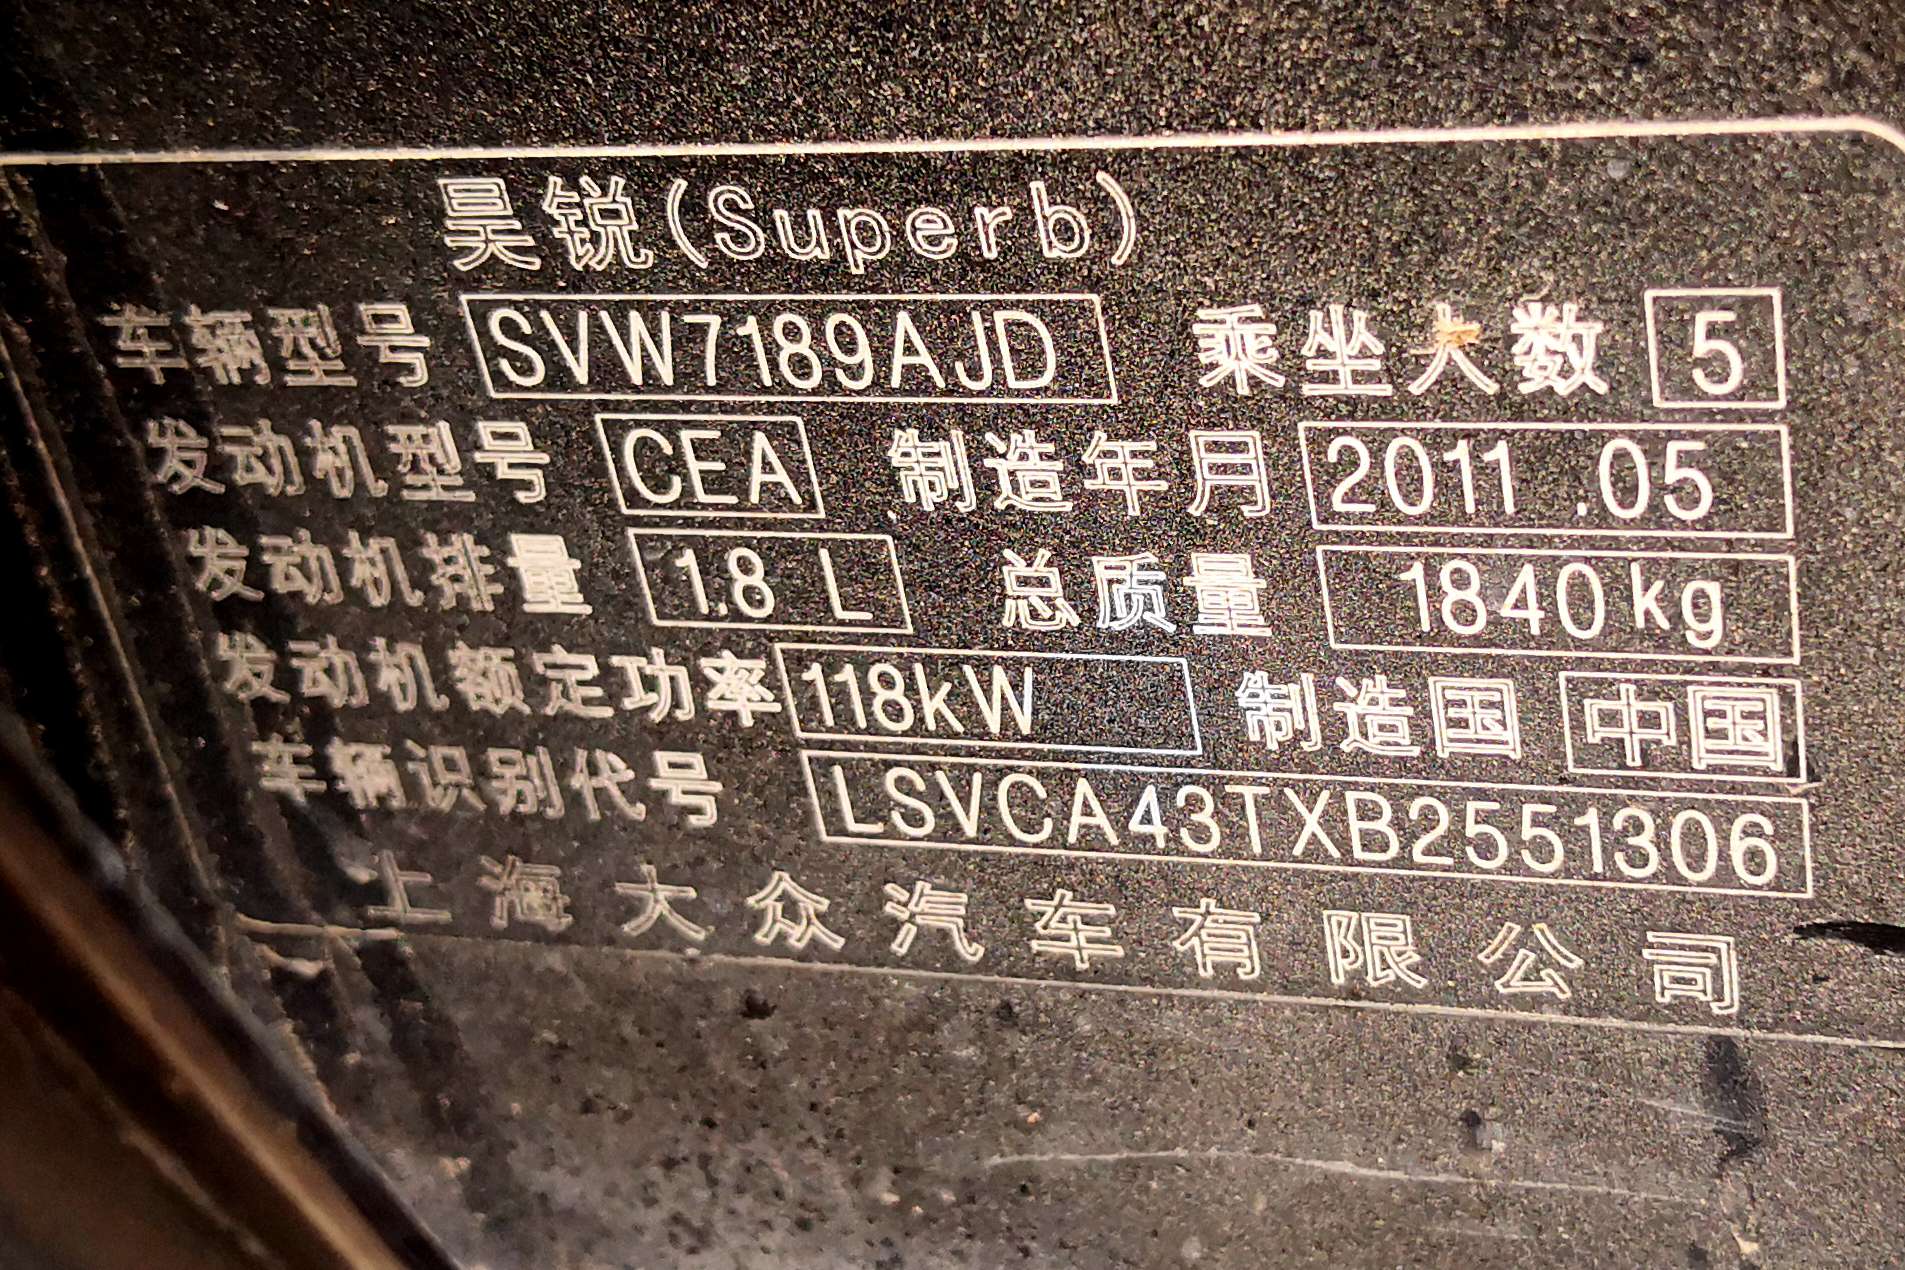 昊锐(Superb)
车辆型号 SVW7189AJD 乘坐人数 5
发动机型号 CEA 制造年月 2011.05
发动机排量 1.8 L 总质量 1840kg
发动机额定功率 118kW 制造国 中国
车辆识别代号 LSVCA43TXB2551306
上海大众汽车有限公司